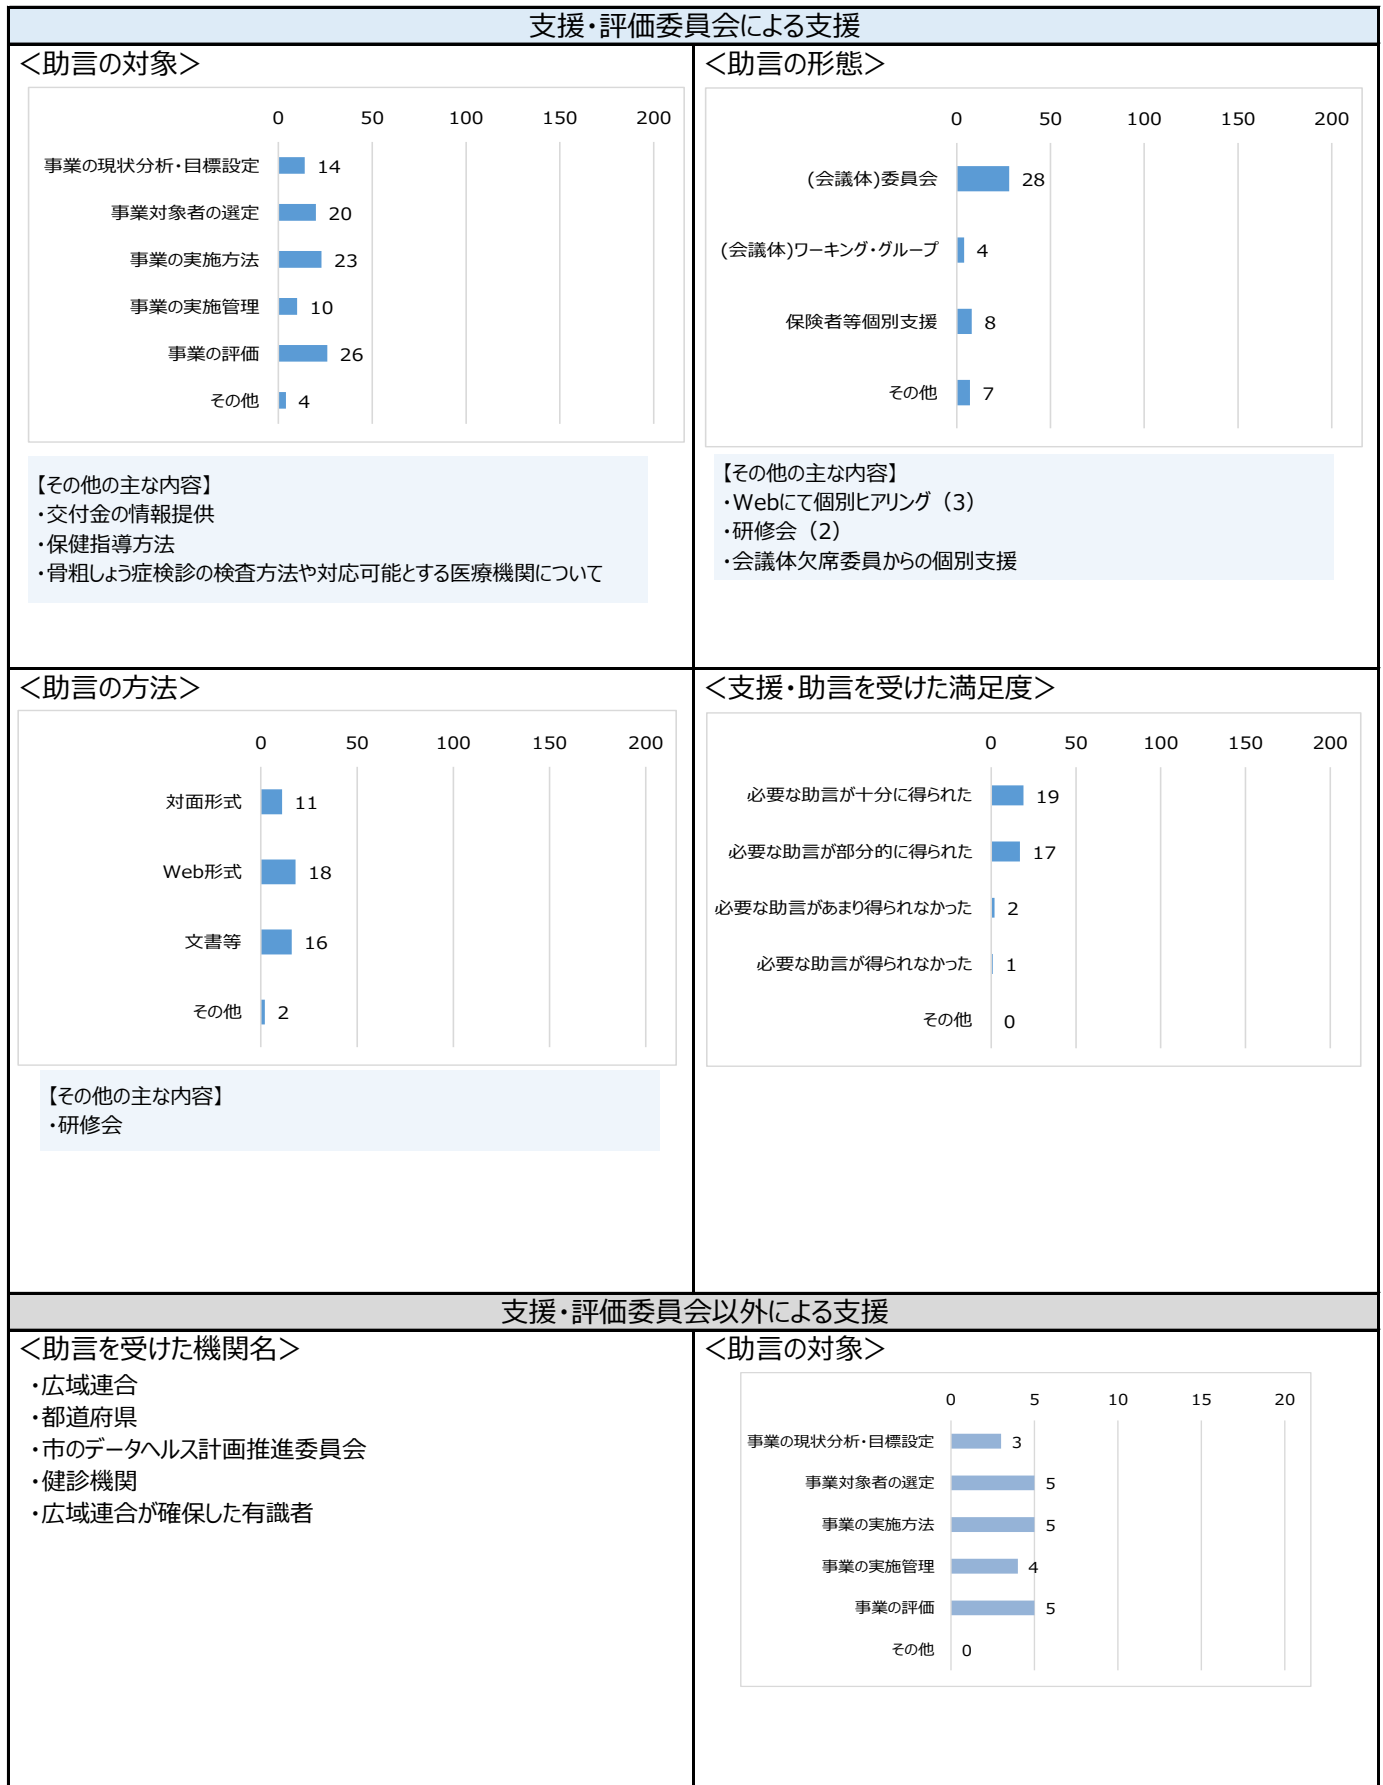 支援・評価委員会による支援
＜助言の対象＞
0 50 100 150 200
事業の現状分析・目標設定 14
事業対象者の選定 20
事業の実施方法 23
事業の実施管理 10
事業の評価 26
その他 4
【その他の主な内容】
・交付金の情報提供
・保健指導方法
・骨粗しょう症検診の検査方法や対応可能とする医療機関について
＜助言の形態＞
0 50 100 150 200
(会議体)委員会 28
(会議体)ワーキング・グループ 4
保険者等個別支援 8
その他 7
【その他の主な内容】
・Webにて個別ヒアリング（3）
・研修会（2）
・会議体欠席委員からの個別支援
＜助言の方法＞
0 50 100 150 200
対面形式 11
Web形式 18
文書等 16
その他 2
【その他の主な内容】
・研修会
＜支援・助言を受けた満足度＞
0 50 100 150 200
必要な助言が十分に得られた 19
必要な助言が部分的に得られた 17
必要な助言があまり得られなかった 2
必要な助言が得られなかった 1
その他 0
支援・評価委員会以外による支援
＜助言を受けた機関名＞
・広域連合
・都道府県
・市のデータヘルス計画推進委員会
・健診機関
・広域連合が確保した有識者
＜助言の対象＞
0 5 10 15 20
事業の現状分析・目標設定 3
事業対象者の選定 5
事業の実施方法 5
事業の実施管理 4
事業の評価 5
その他 0